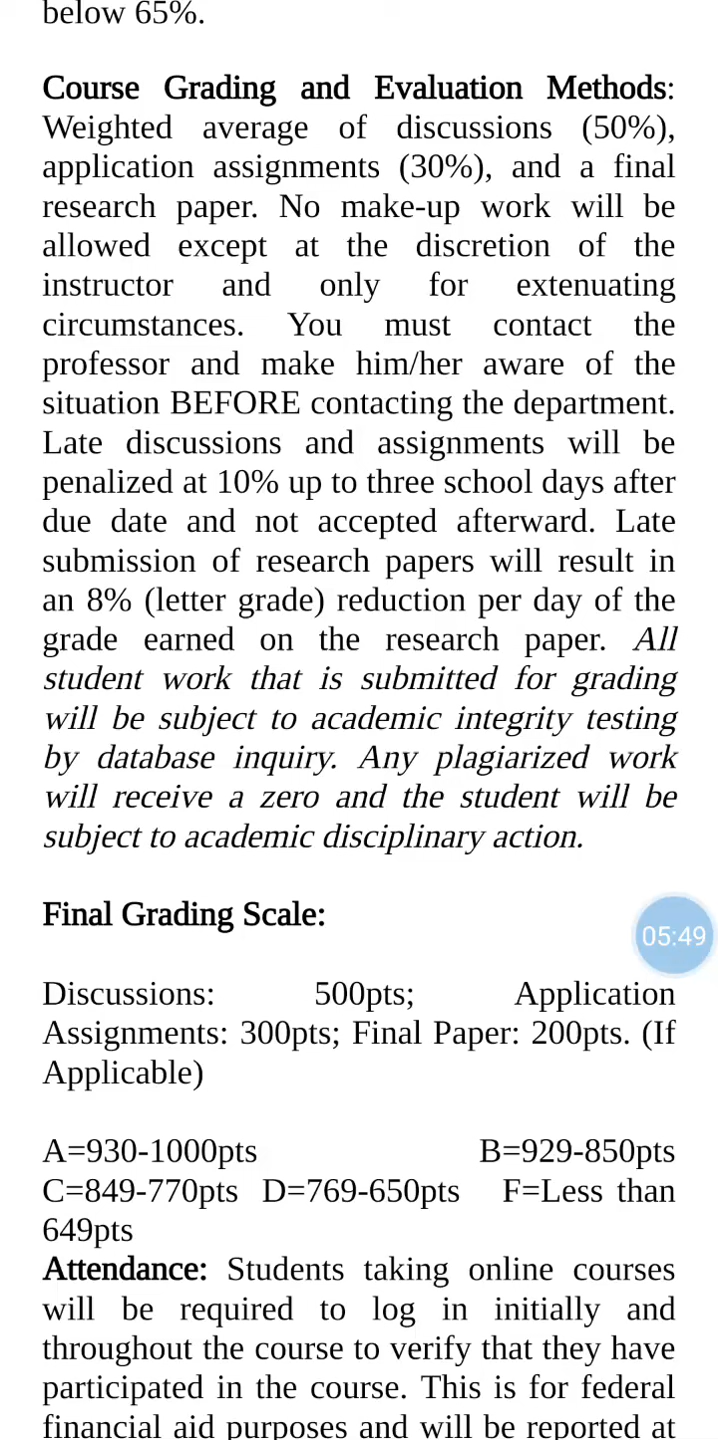 below 65%.
Course Grading and Evaluation Methods:
Weighted average of discussions (50%),
application assignments (30%), and a final
research paper. No make-up work will be
allowed except at the discretion of the
instructor and only for extenuating
circumstances. You must contact the
professor and make him/her aware of the
situation BEFORE contacting the department.
Late discussions and assignments will be
penalized at 10% up to three school days after
due date and not accepted afterward. Late
submission of research papers will result in
an 8% (letter grade) reduction per day of the
grade earned on the research paper. All
student work that is submitted for grading
will be subject to academic integrity testing
by database inquiry. Any plagiarized work
will receive a zero and the student will be
subject to academic disciplinary action.
Final Grading Scale:
05:49
Discussions: 500pts; Application
Assignments: 300pts; Final Paper: 200pts. (If
Applicable)
A=930-1000pts B=929-850pts
C=849-770pts D=769-650pts F=Less than
649pts
Attendance: Students taking online courses
will be required to log in initially and
throughout the course to verify that they have
participated in the course. This is for federal
financial aid purposes and will be reported at